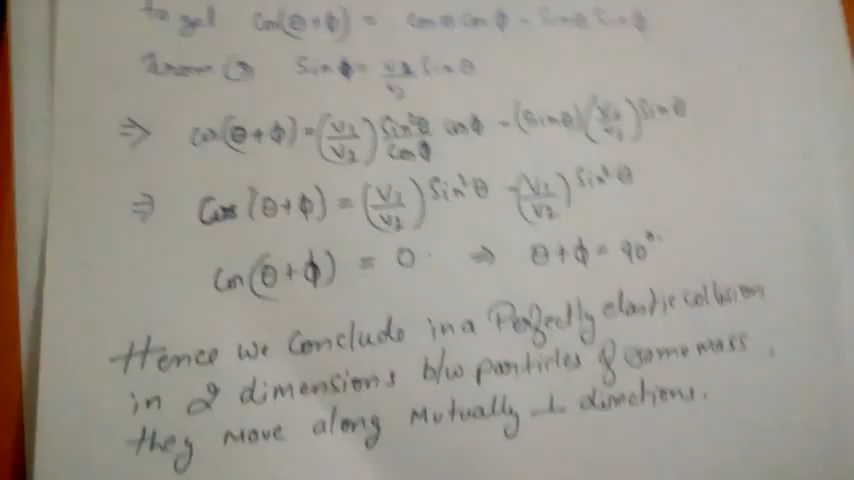 to get cos(θ+ϕ) = cosθ cosϕ - sinθ sinϕ
from Sinϕ = v₁/v₂ Sinθ
⇒ cos(θ+ϕ) = (v₁/v₂) sin²θ/cosϕ cosϕ - (sinθ)(v₁/v₂) sinθ
⇒ Cos (θ+ϕ) = (v₁/v₂) Sin²θ - (v₁/v₂) Sin²θ
cos(θ+ϕ) = 0 ⇒ θ+ϕ = 90°.
Hence we Conclude in a Perfectly elastic collision
in 2 dimensions b/w particles of same mass,
they move along Mutually ⊥ directions.